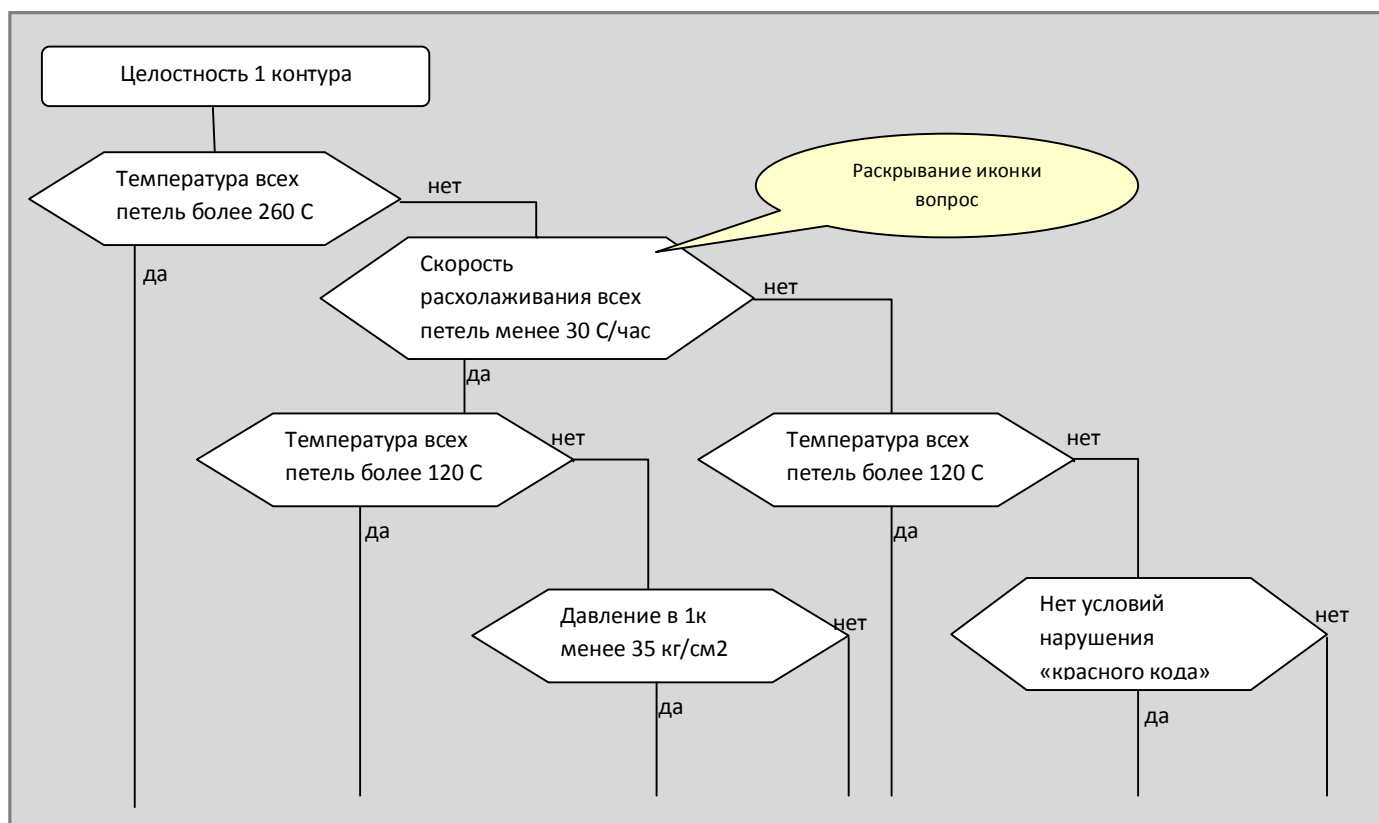 Целостность 1 контура
Температура всех
петель более 260 С
нет
да
Раскрывание иконки
вопрос
Скорость
расхолаживания всех
петель менее 30 С/час
нет
да
Температура всех
петель более 120 С
нет
да
Температура всех
петель более 120 С
нет
да
Давление в 1к
менее 35 кг/см2
нет
да
Нет условий
нарушения
«красного кода»
нет
да